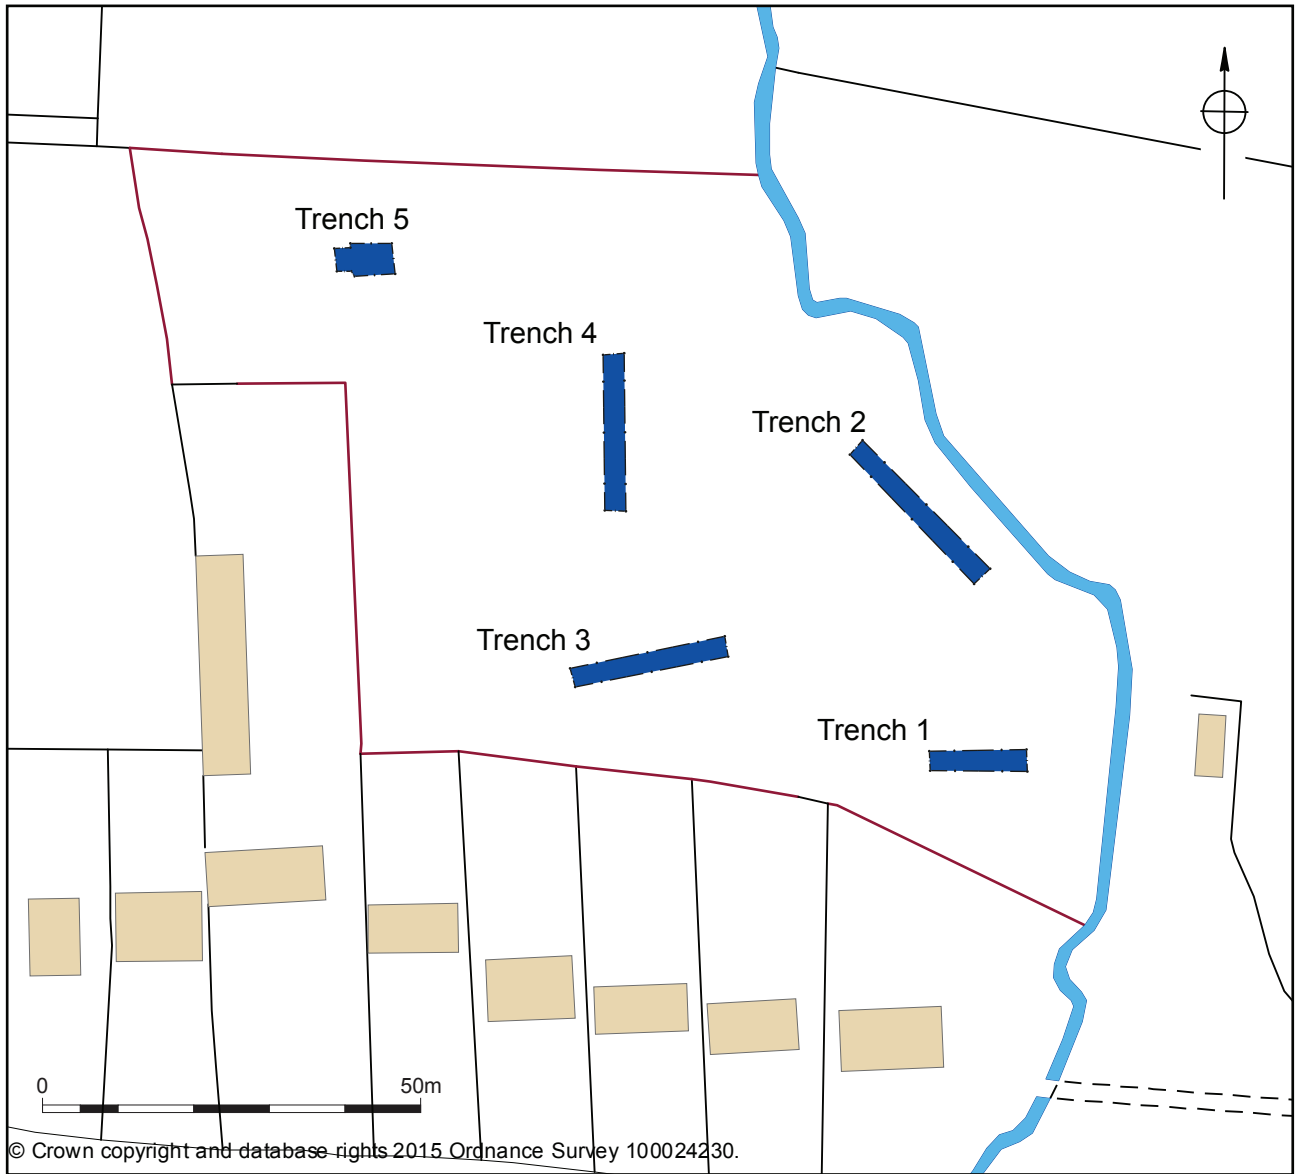 Trench 5
Trench 4
Trench 2
Trench 3
Trench 1
0 50m
© Crown copyright and database rights 2015 Ordnance Survey 100024230.